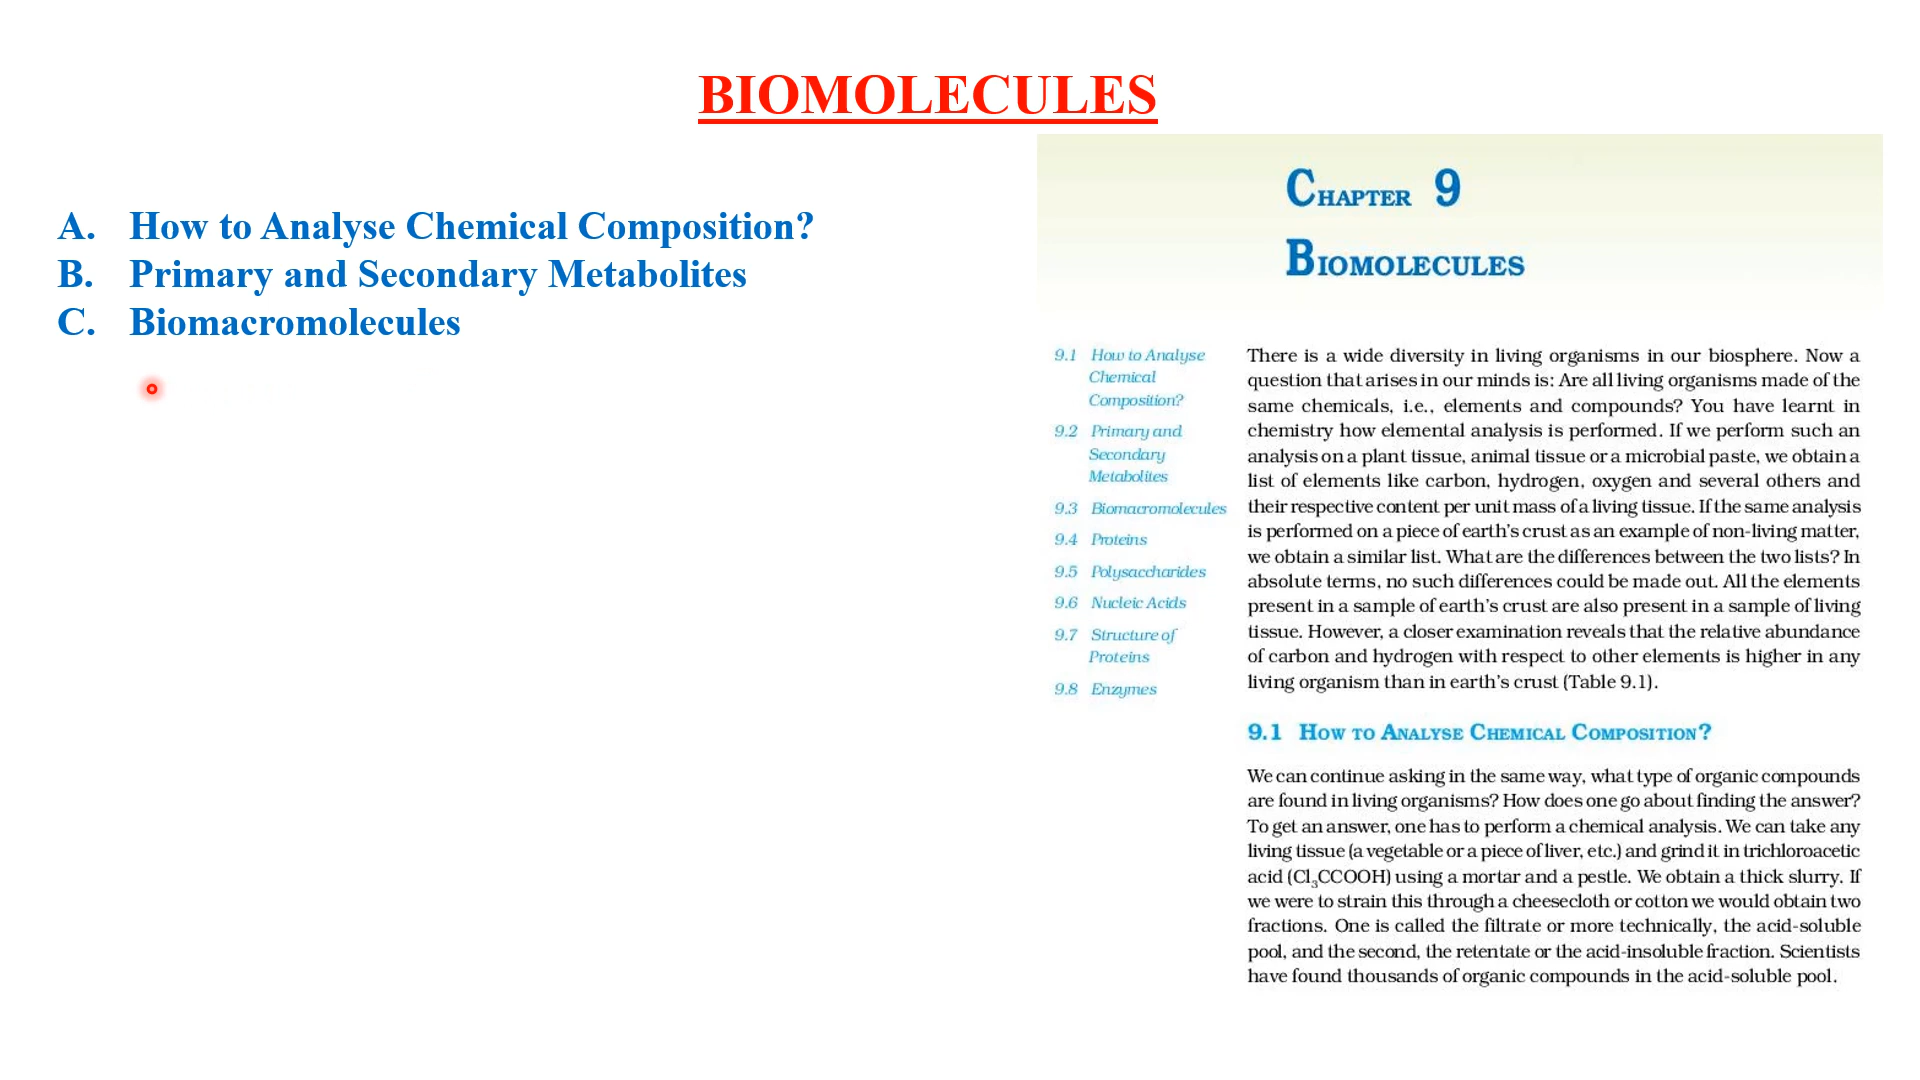 BIOMOLECULES
A. How to Analyse Chemical Composition?
B. Primary and Secondary Metabolites
C. Biomacromolecules
CHAPTER 9
BIOMOLECULES
9.1 How to Analyse
Chemical
Composition?
9.2 Primary and
Secondary
Metabolites
9.3 Biomacromolecules
9.4 Proteins
9.5 Polysaccharides
9.6 Nucleic Acids
9.7 Structure of
Proteins
9.8 Enzymes
There is a wide diversity in living organisms in our biosphere. Now a
question that arises in our minds is: Are all living organisms made of the
same chemicals, i.e., elements and compounds? You have learnt in
chemistry how elemental analysis is performed. If we perform such an
analysis on a plant tissue, animal tissue or a microbial paste, we obtain a
list of elements like carbon, hydrogen, oxygen and several others and
their respective content per unit mass of a living tissue. If the same analysis
is performed on a piece of earth’s crust as an example of non-living matter,
we obtain a similar list. What are the differences between the two lists? In
absolute terms, no such differences could be made out. All the elements
present in a sample of earth’s crust are also present in a sample of living
tissue. However, a closer examination reveals that the relative abundance
of carbon and hydrogen with respect to other elements is higher in any
living organism than in earth’s crust (Table 9.1).
9.1 HOW TO ANALYSE CHEMICAL COMPOSITION?
We can continue asking in the same way, what type of organic compounds
are found in living organisms? How does one go about finding the answer?
To get an answer, one has to perform a chemical analysis. We can take any
living tissue (a vegetable or a piece of liver, etc.) and grind it in trichloroacetic
acid (Cl₃CCOOH) using a mortar and a pestle. We obtain a thick slurry. If
we were to strain this through a cheesecloth or cotton we would obtain two
fractions. One is called the filtrate or more technically, the acid-soluble
pool, and the second, the retentate or the acid-insoluble fraction. Scientists
have found thousands of organic compounds in the acid-soluble pool.